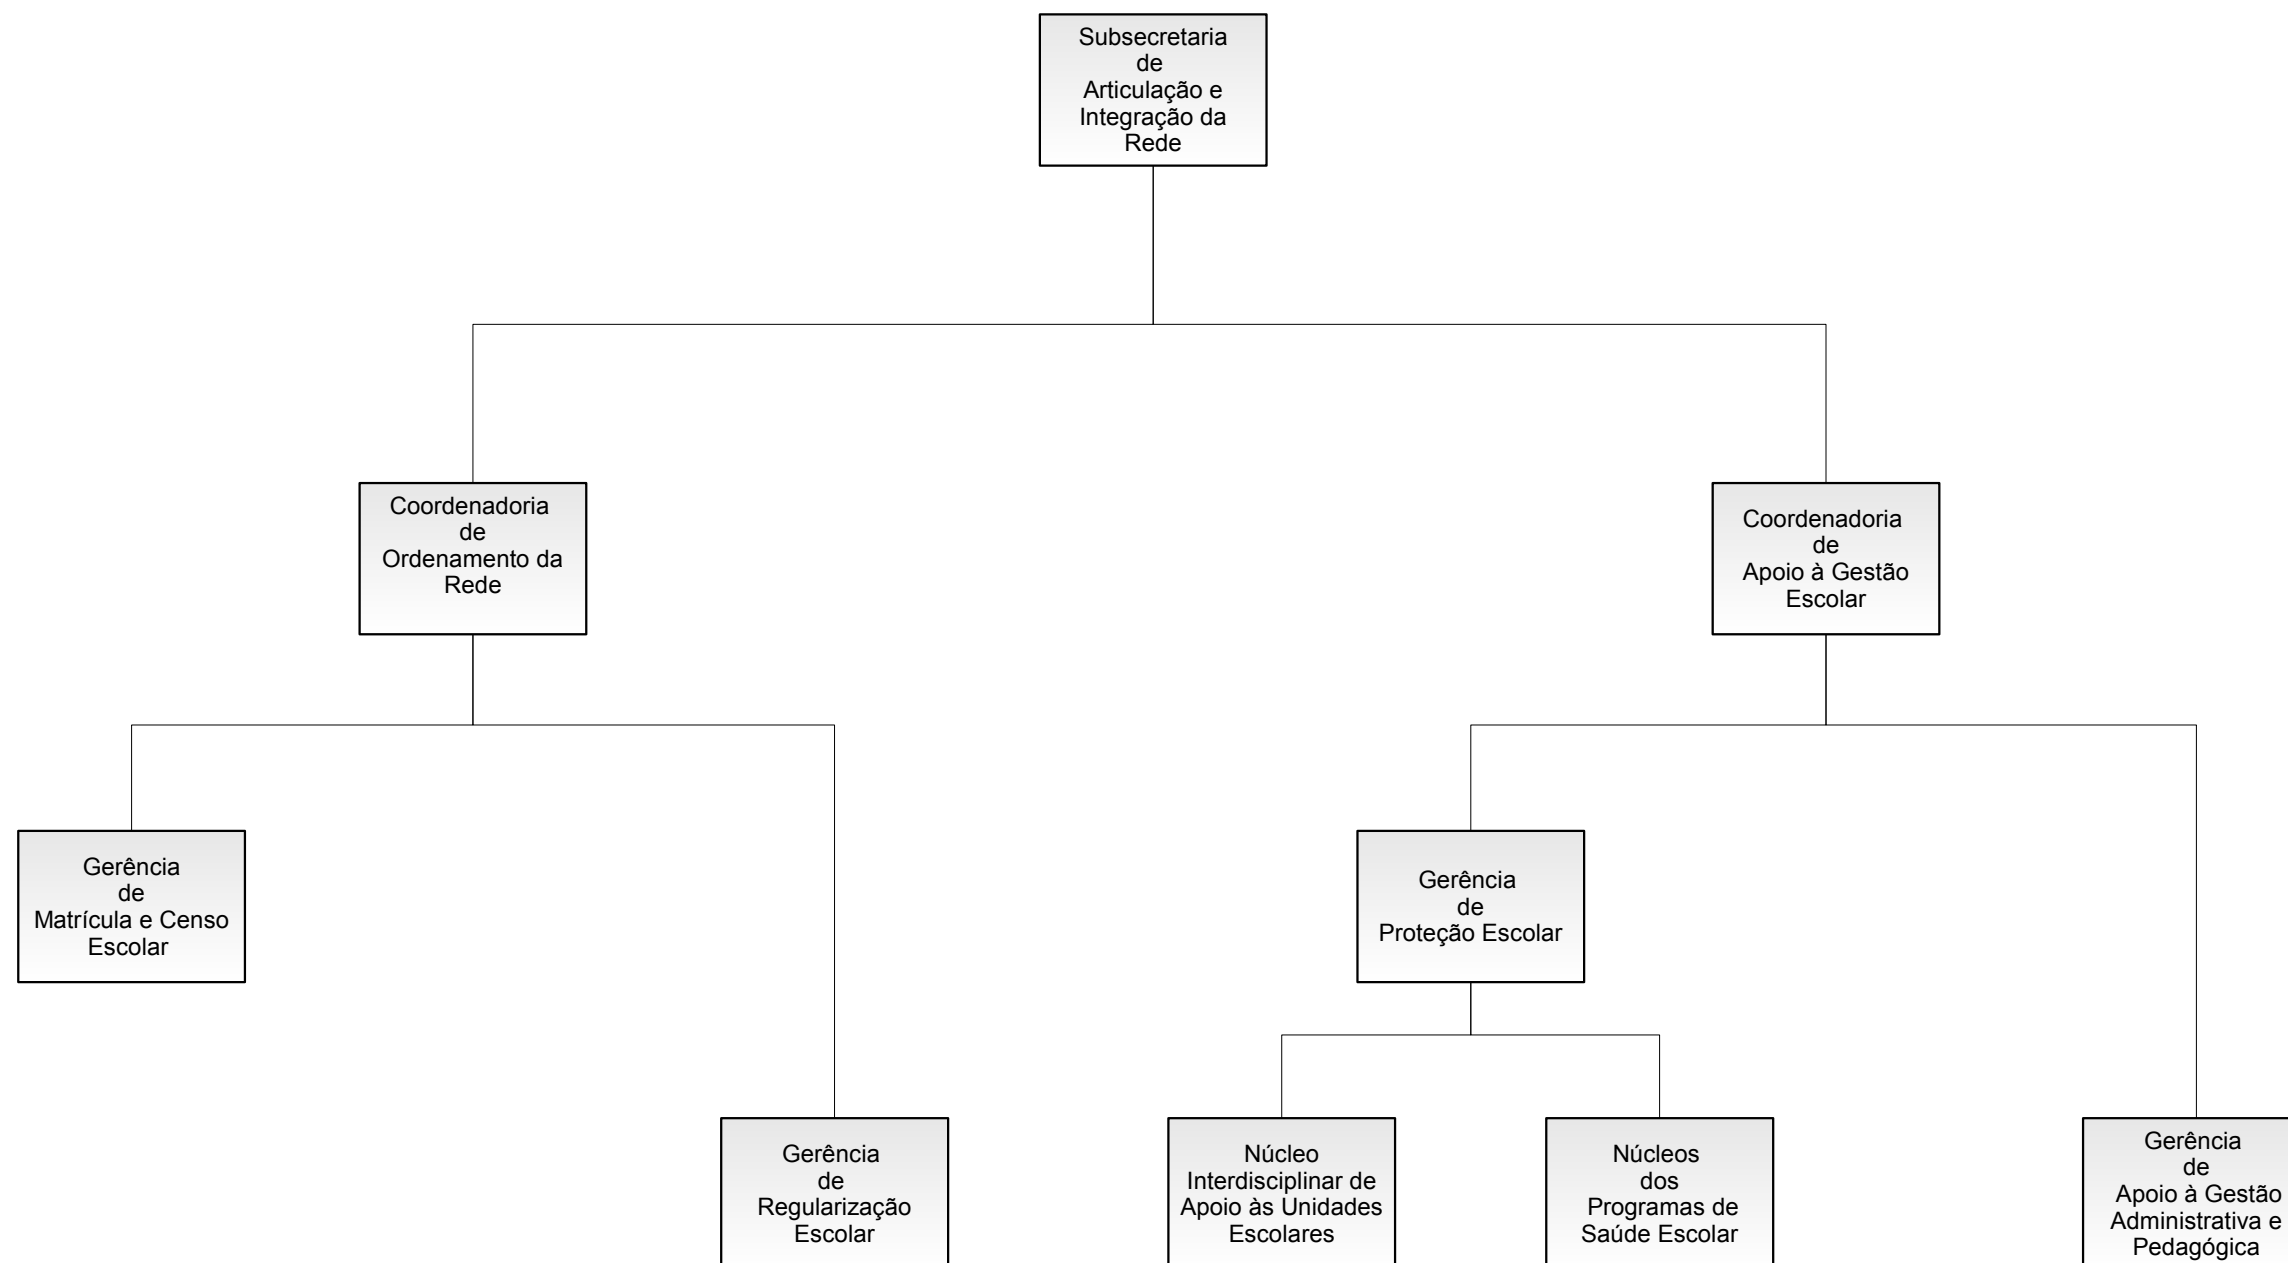 Subsecretaria
de
Articulação e
Integração da
Rede
Coordenadoria
de
Ordenamento da
Rede
Coordenadoria
de
Apoio à Gestão
Escolar
Gerência
de
Matrícula e Censo
Escolar
Gerência
de
Proteção Escolar
Gerência
de
Regularização
Escolar
Núcleo
Interdisciplinar de
Apoio às Unidades
Escolares
Núcleos
dos
Programas de
Saúde Escolar
Gerência
de
Apoio à Gestão
Administrativa e
Pedagógica